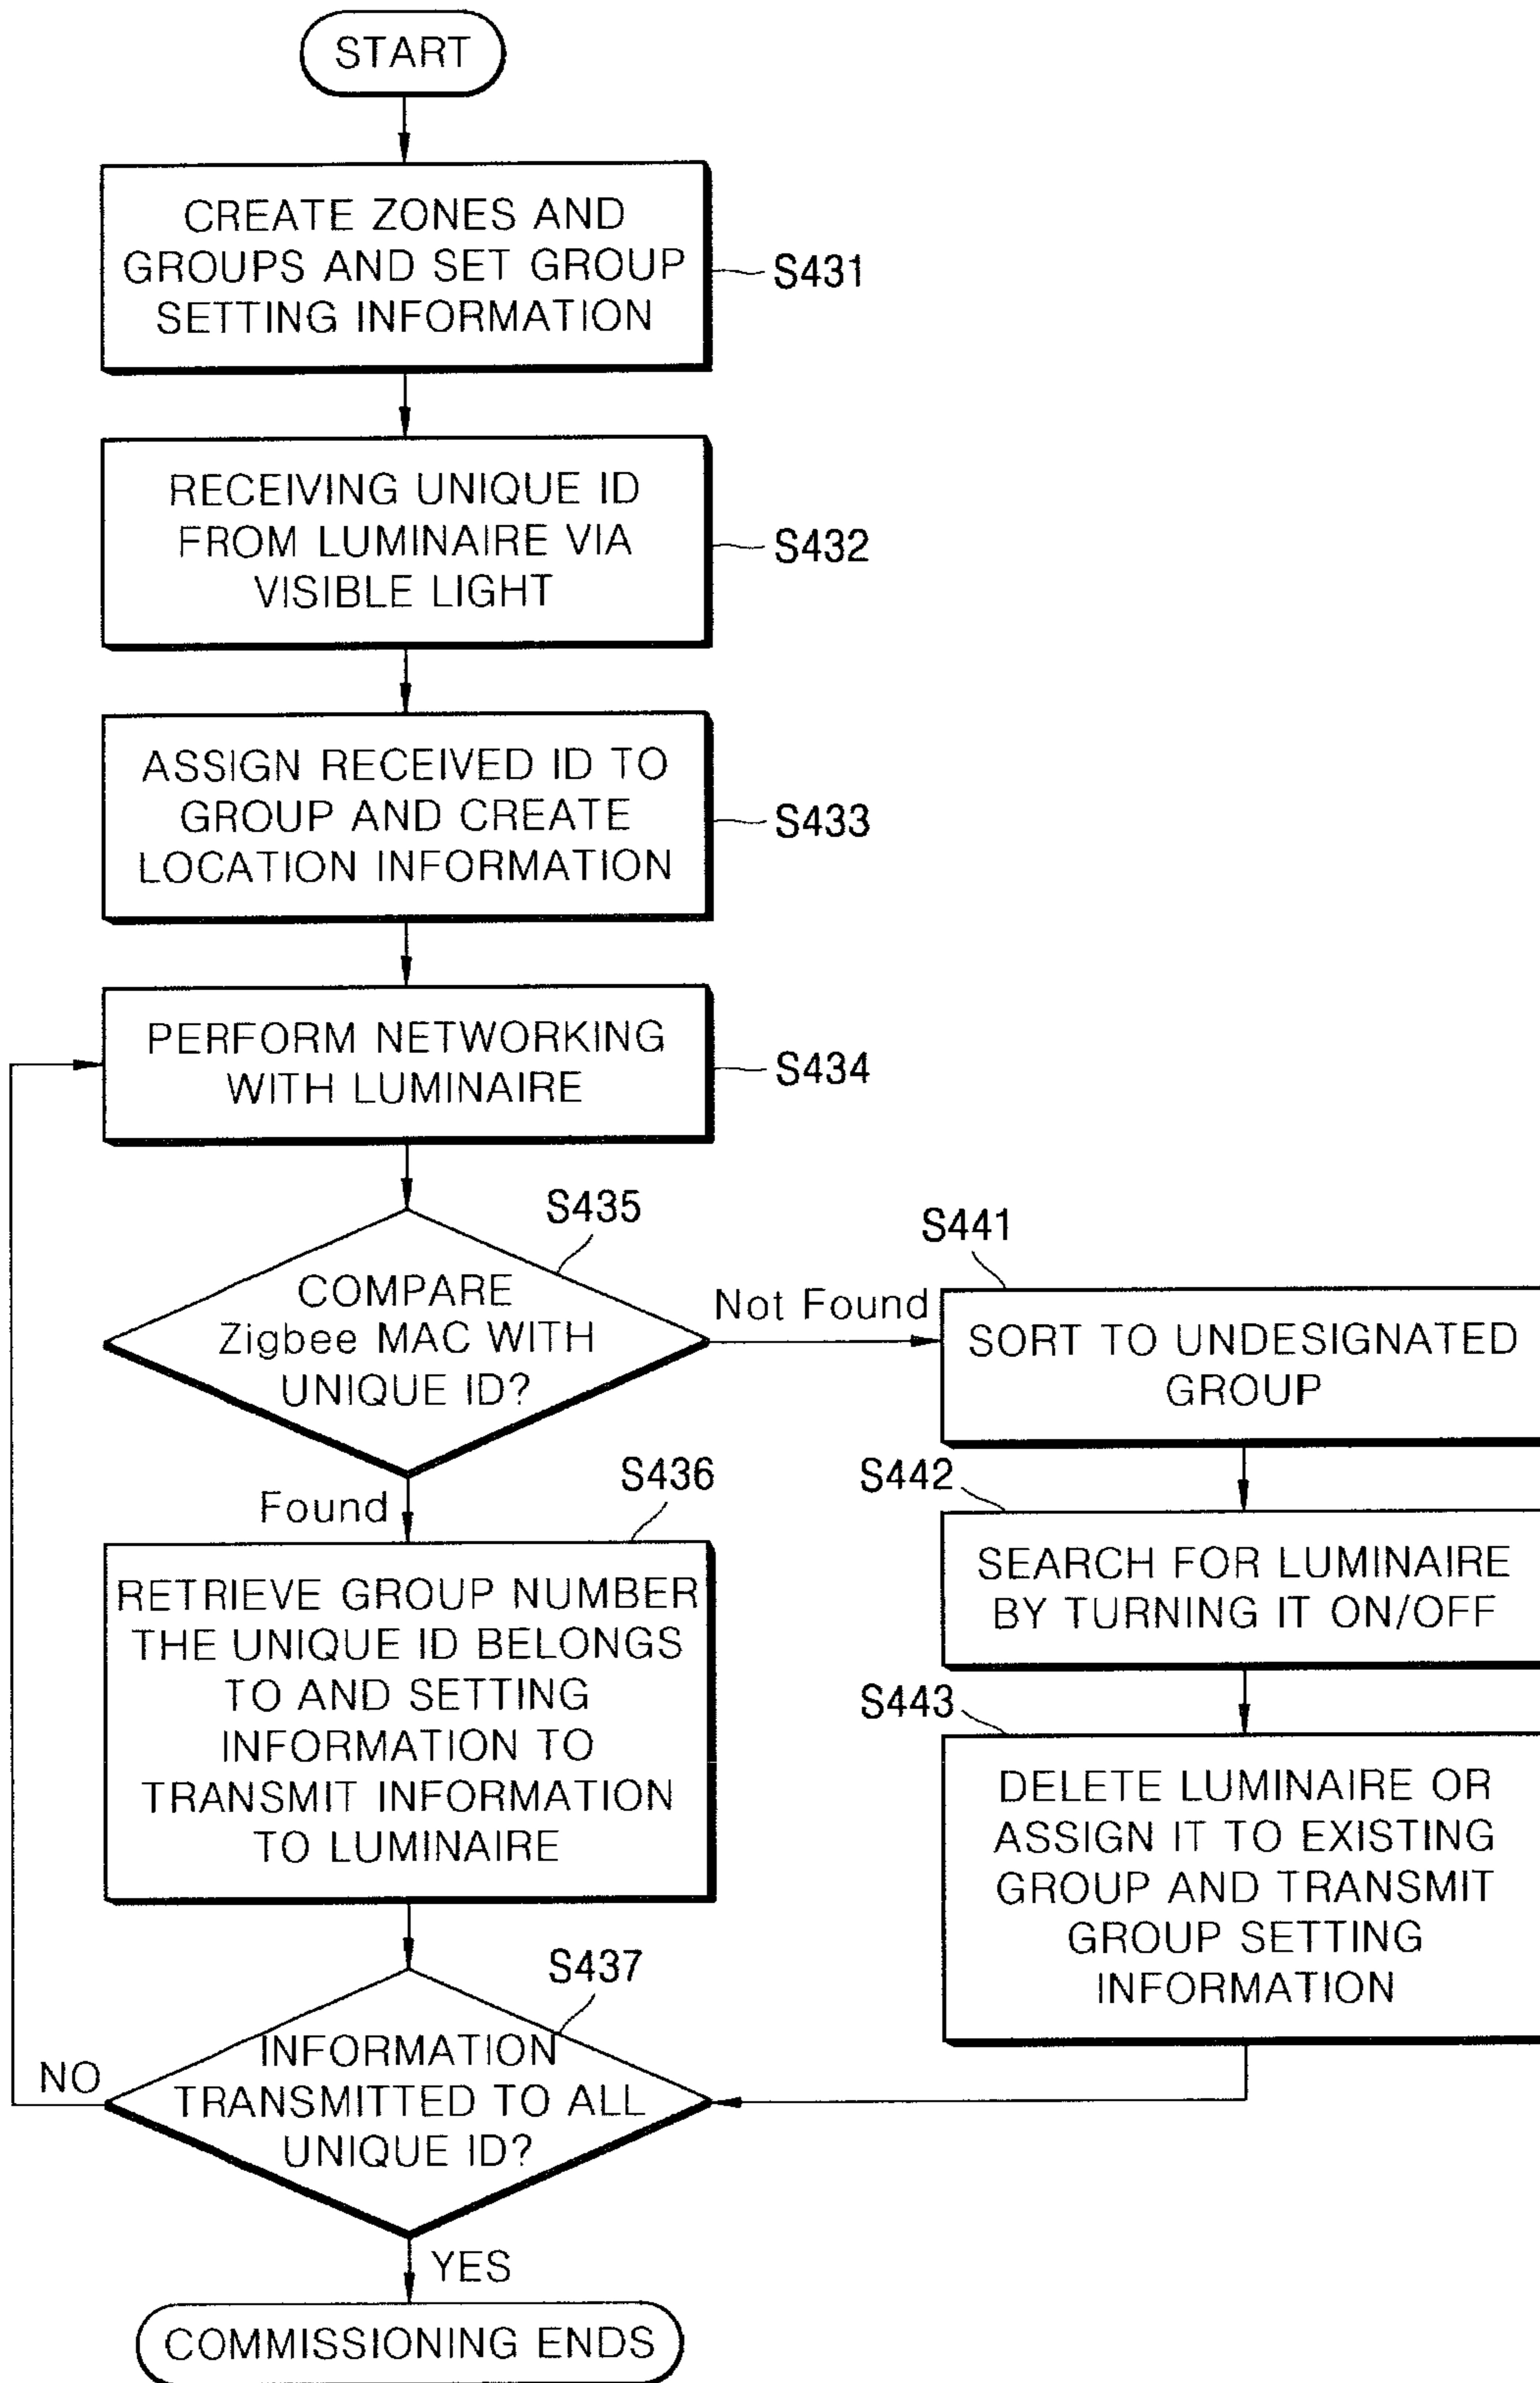 START
CREATE ZONES AND
GROUPS AND SET GROUP
SETTING INFORMATION
S431
RECEIVING UNIQUE ID
FROM LUMINAIRE VIA
VISIBLE LIGHT
S432
ASSIGN RECEIVED ID TO
GROUP AND CREATE
LOCATION INFORMATION
S433
PERFORM NETWORKING
WITH LUMINAIRE
S434
S435
COMPARE
Zigbee MAC WITH
UNIQUE ID?
Not Found
S441
SORT TO UNDESIGNATED
GROUP
Found
S436
RETRIEVE GROUP NUMBER
THE UNIQUE ID BELONGS
TO AND SETTING
INFORMATION TO
TRANSMIT INFORMATION
TO LUMINAIRE
S442
SEARCH FOR LUMINAIRE
BY TURNING IT ON/OFF
S443
DELETE LUMINAIRE OR
ASSIGN IT TO EXISTING
GROUP AND TRANSMIT
GROUP SETTING
INFORMATION
S437
INFORMATION
TRANSMITTED TO ALL
UNIQUE ID?
NO
YES
COMMISSIONING ENDS